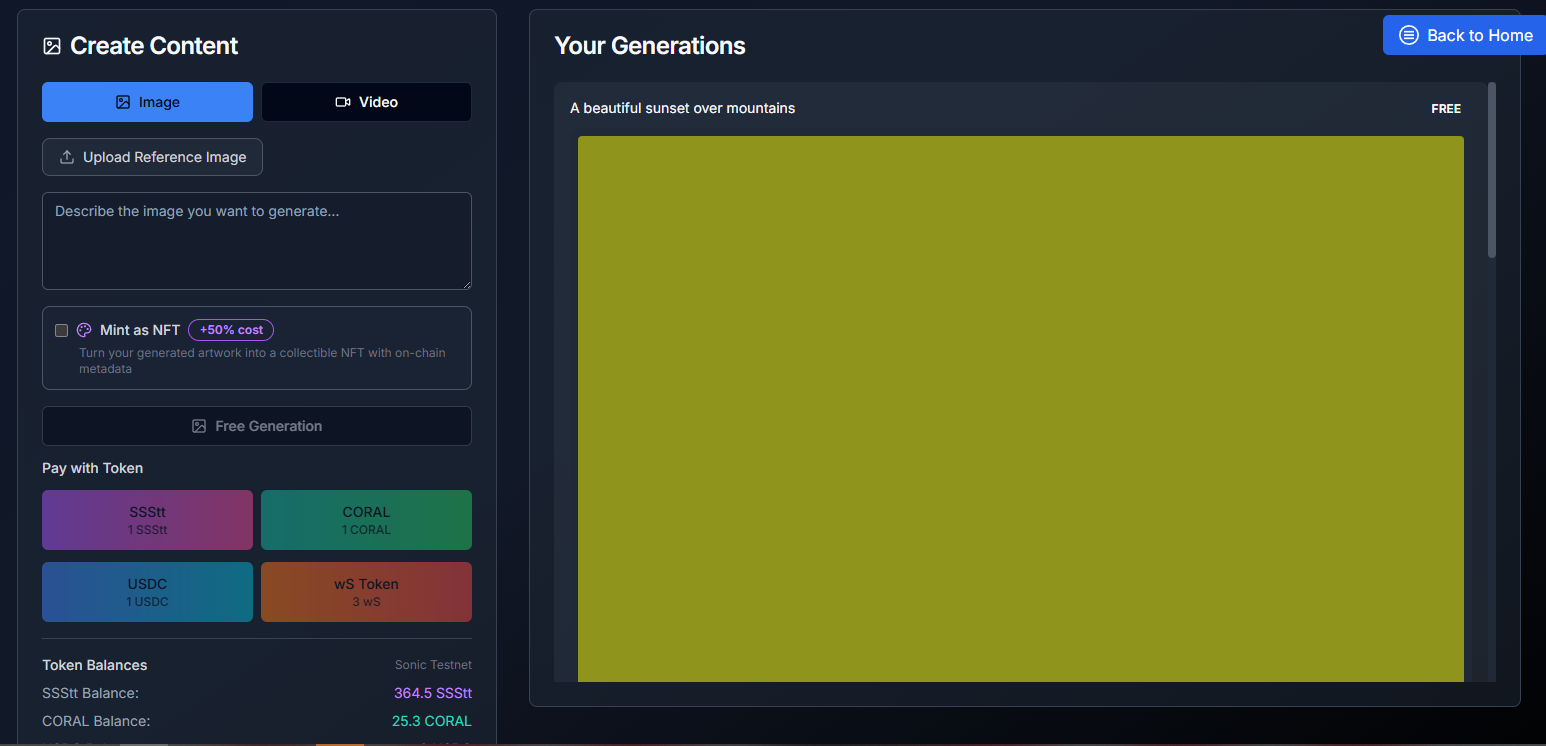 Create Content
Image
Video
Upload Reference Image
Describe the image you want to generate...
Mint as NFT
+50% cost
Turn your generated artwork into a collectible NFT with on-chain
metadata
Free Generation
Pay with Token
SSStt
1 SSStt
CORAL
1 CORAL
USDC
1 USDC
wS Token
3 wS
Token Balances
Sonic Testnet
SSStt Balance:
364.5 SSStt
CORAL Balance:
25.3 CORAL
Your Generations
Back to Home
A beautiful sunset over mountains
FREE